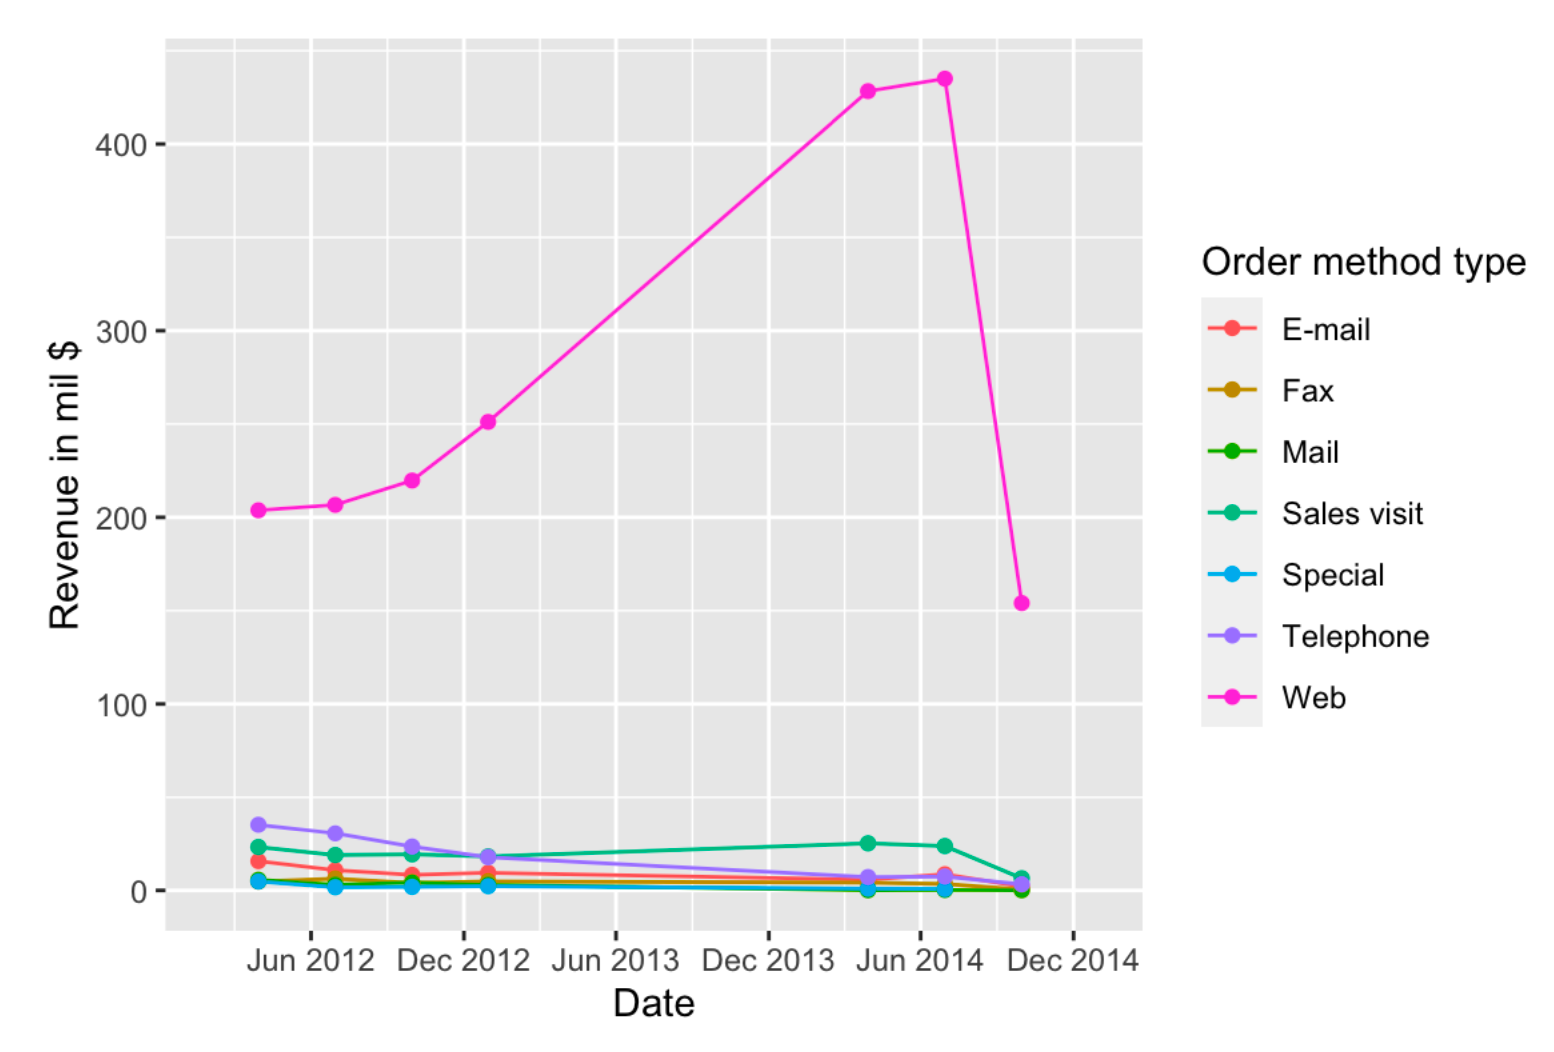 400
300
200
100
0
Revenue in mil $
Jun 2012 Dec 2012 Jun 2013 Dec 2013 Jun 2014 Dec 2014
Date
Order method type
E-mail
Fax
Mail
Sales visit
Special
Telephone
Web